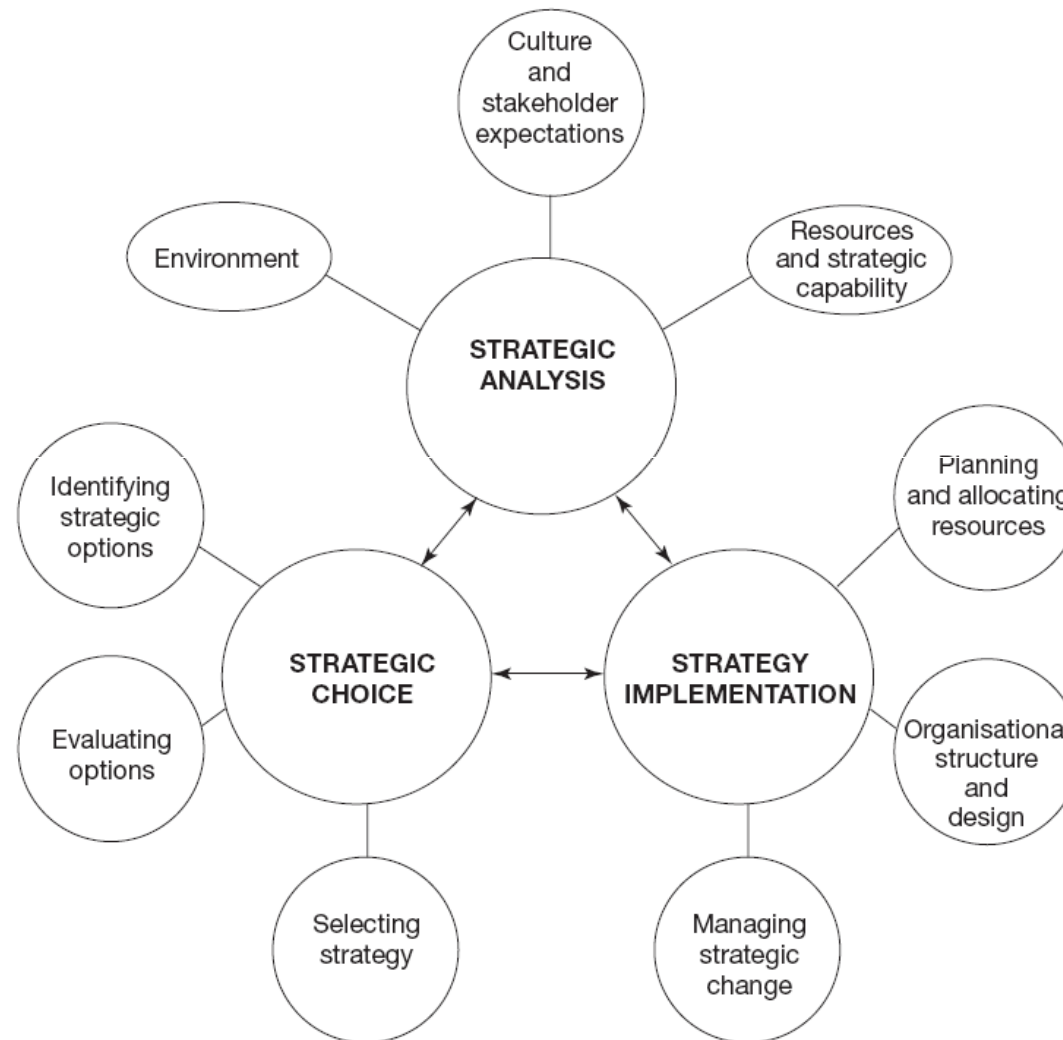 Culture
and
stakeholder
expectations
Environment
Resources
and strategic
capability
STRATEGIC
ANALYSIS
Identifying
strategic
options
Planning
and allocating
resources
STRATEGIC
CHOICE
STRATEGY
IMPLEMENTATION
Evaluating
options
Organisationa
structure
and
design
Selecting
strategy
Managing
strategic
change